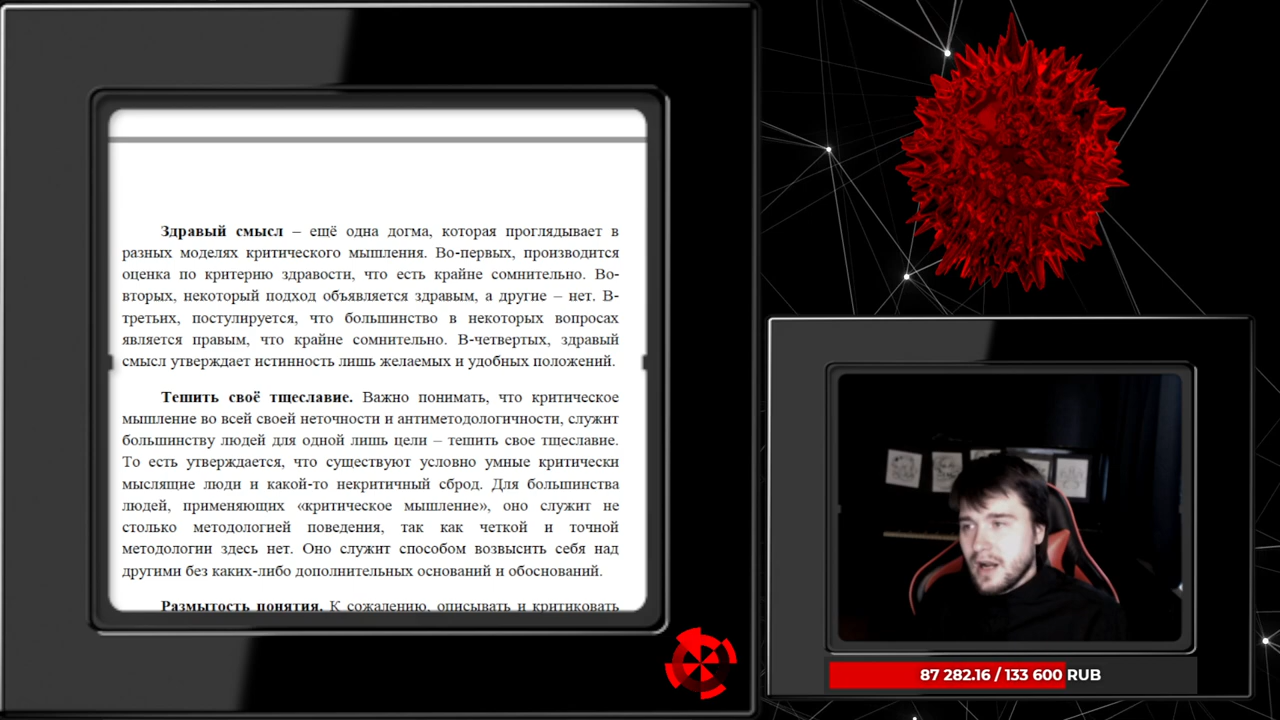 Здравый смысл – ещё одна догма, которая проглядывает в
разных моделях критического мышления. Во-первых, производится
оценка по критерию здравости, что есть крайне сомнительно. Во-
вторых, некоторый подход объявляется здравым, а другие – нет. В-
третьих, постулируется, что большинство в некоторых вопросах
является правым, что крайне сомнительно. В-четвертых, здравый
смысл утверждает истинность лишь желаемых и удобных положений.
Тешить своё тщеславие. Важно понимать, что критическое
мышление во всей своей неточности и антиметодологичности, служит
большинству людей для одной лишь цели – тешить свое тщеславие.
То есть утверждается, что существуют условно умные критически
мыслящие люди и какой-то некритичный сброд. Для большинства
людей, применяющих «критическое мышление», оно служит не
столько методологией поведения, так как четкой и точной
методологии здесь нет. Оно служит способом возвысить себя над
другими без каких-либо дополнительных оснований и обоснований.
Размытость понятия. К сожалению, описывать и критиковать
87 282.16 / 133 600 RUB